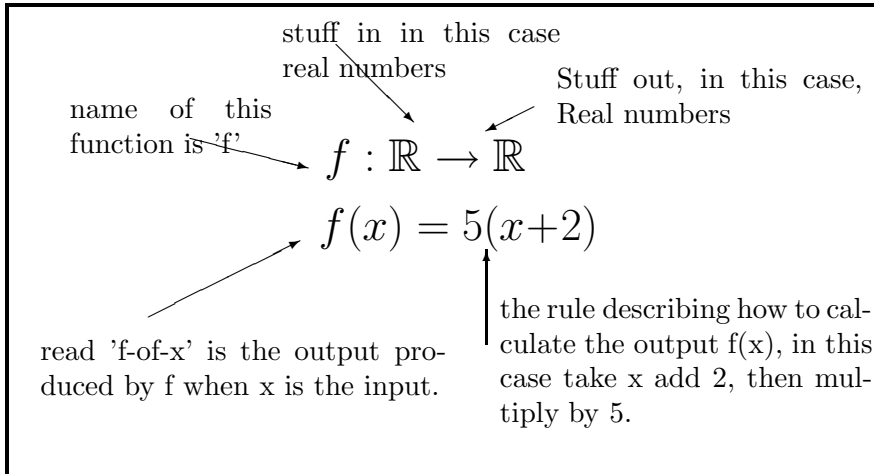 stuff in in this case
real numbers
Stuff out, in this case,
Real numbers
name of this
function is 'f'
f : ℝ → ℝ
f(x) = 5(x+2)
read 'f-of-x' is the output pro-
duced by f when x is the input.
the rule describing how to cal-
culate the output f(x), in this
case take x add 2, then mul-
tiply by 5.